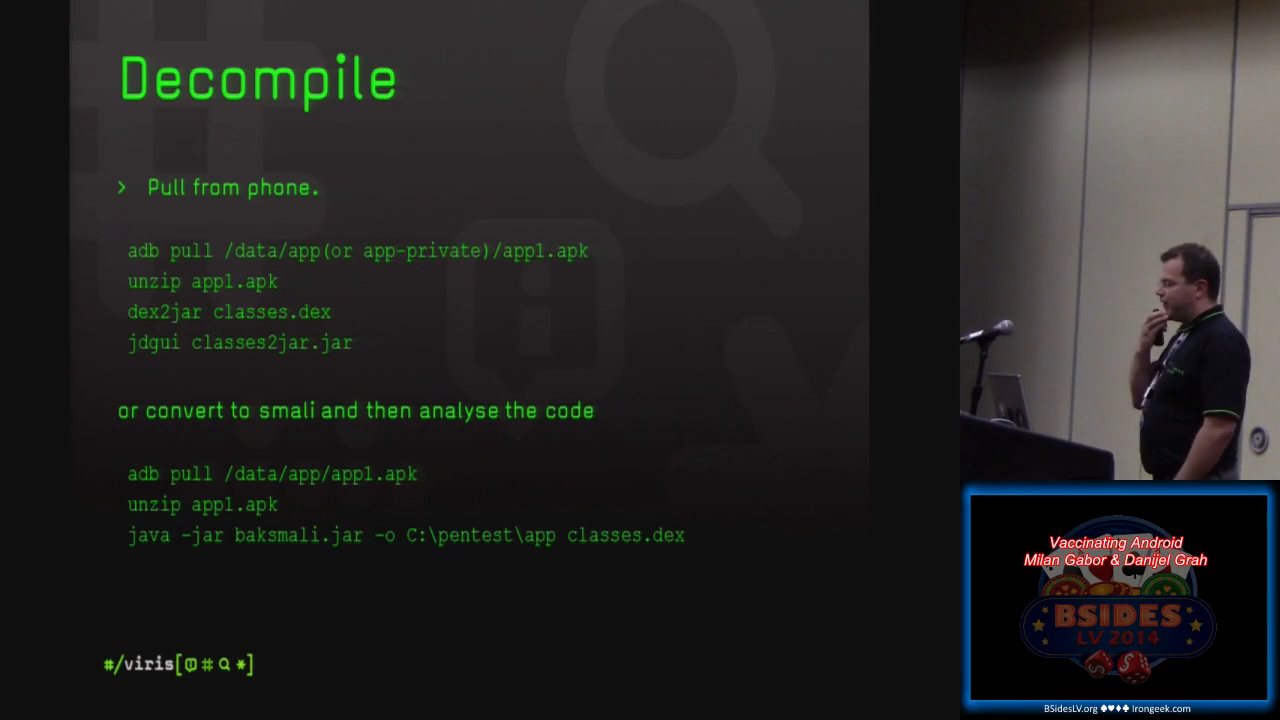 Decompile
> Pull from phone.
adb pull /data/app(or app-private)/app1.apk
unzip app1.apk
dex2jar classes.dex
jdgui classes2jar.jar
or convert to smali and then analyse the code
adb pull /data/app/app1.apk
unzip app1.apk
java -jar baksmali.jar -o C:\pentest\app classes.dex
#/viris[ # *]
Vaccinating Android
Milan Gabor & Danijel Grah
BSIDES
LV 2014
BSidesLV.org ♠♥♦♣ Irongeek.com